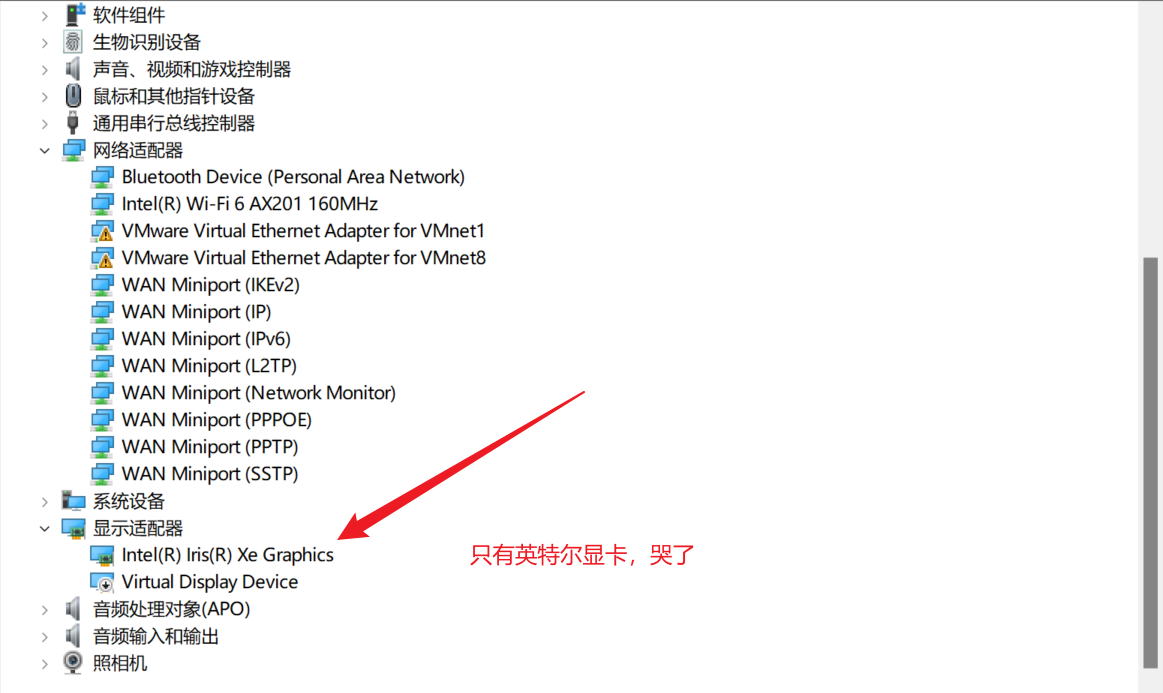 软件组件
生物识别设备
声音、视频和游戏控制器
鼠标和其他指针设备
通用串行总线控制器
网络适配器
Bluetooth Device (Personal Area Network)
Intel(R) Wi-Fi 6 AX201 160MHz
VMware Virtual Ethernet Adapter for VMnet1
VMware Virtual Ethernet Adapter for VMnet8
WAN Miniport (IKEv2)
WAN Miniport (IP)
WAN Miniport (IPv6)
WAN Miniport (L2TP)
WAN Miniport (Network Monitor)
WAN Miniport (PPPOE)
WAN Miniport (PPTP)
WAN Miniport (SSTP)
系统设备
显示适配器
Intel(R) Iris(R) Xe Graphics
只有英特尔显卡，哭了
Virtual Display Device
音频处理对象(APO)
音频输入和输出
照相机